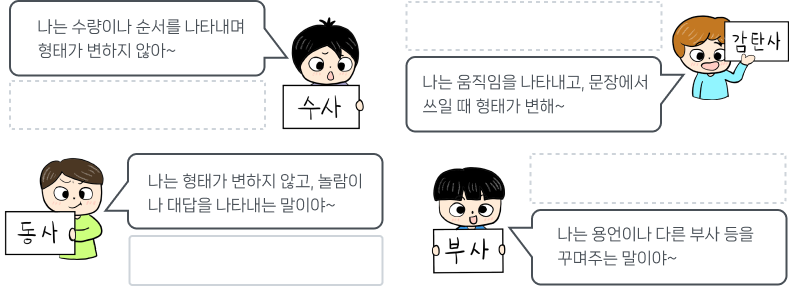 나는 수량이나 순서를 나타내며
형태가 변하지 않아~
수사
감탄사
나는 움직임을 나타내고, 문장에서
쓰일 때 형태가 변해~
나는 형태가 변하지 않고, 놀람이
나 대답을 나타내는 말이야~
동사
부사
나는 용언이나 다른 부사 등을
꾸며주는 말이야~